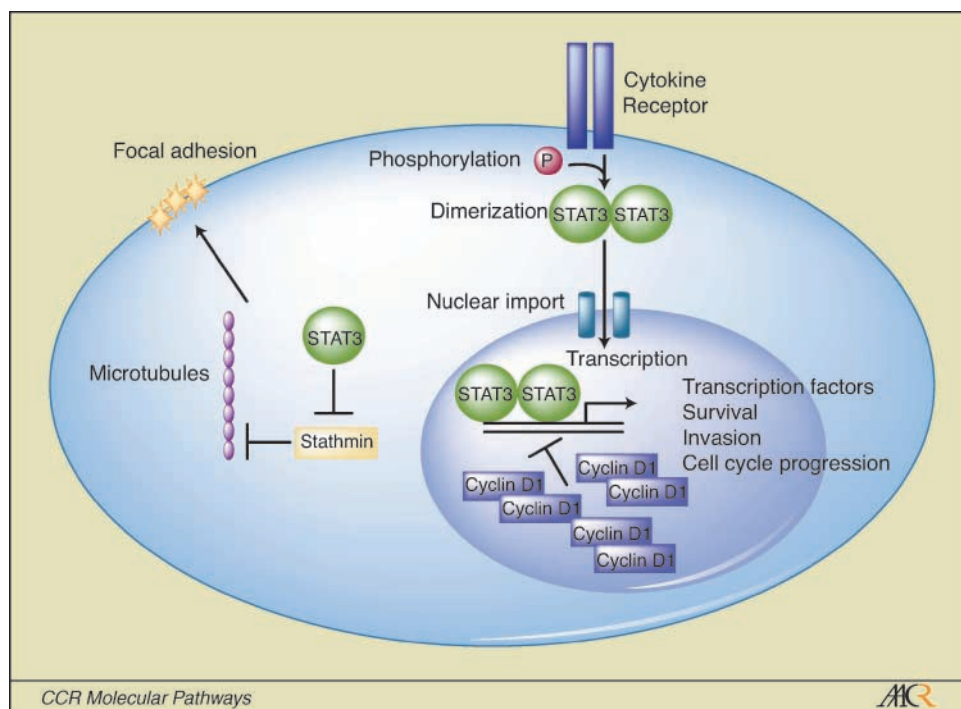 Cytokine
Receptor
Focal adhesion
Phosphorylation
P
Dimerization
STAT3 STAT3
Nuclear import
STAT3
Microtubules
Stathmin
Transcription
STAT3 STAT3
Transcription factors
Survival
Invasion
Cell cycle progression
Cyclin D1
Cyclin D1
Cyclin D1
Cyclin D1
Cyclin D1
Cyclin D1
CCR Molecular Pathways
AACR